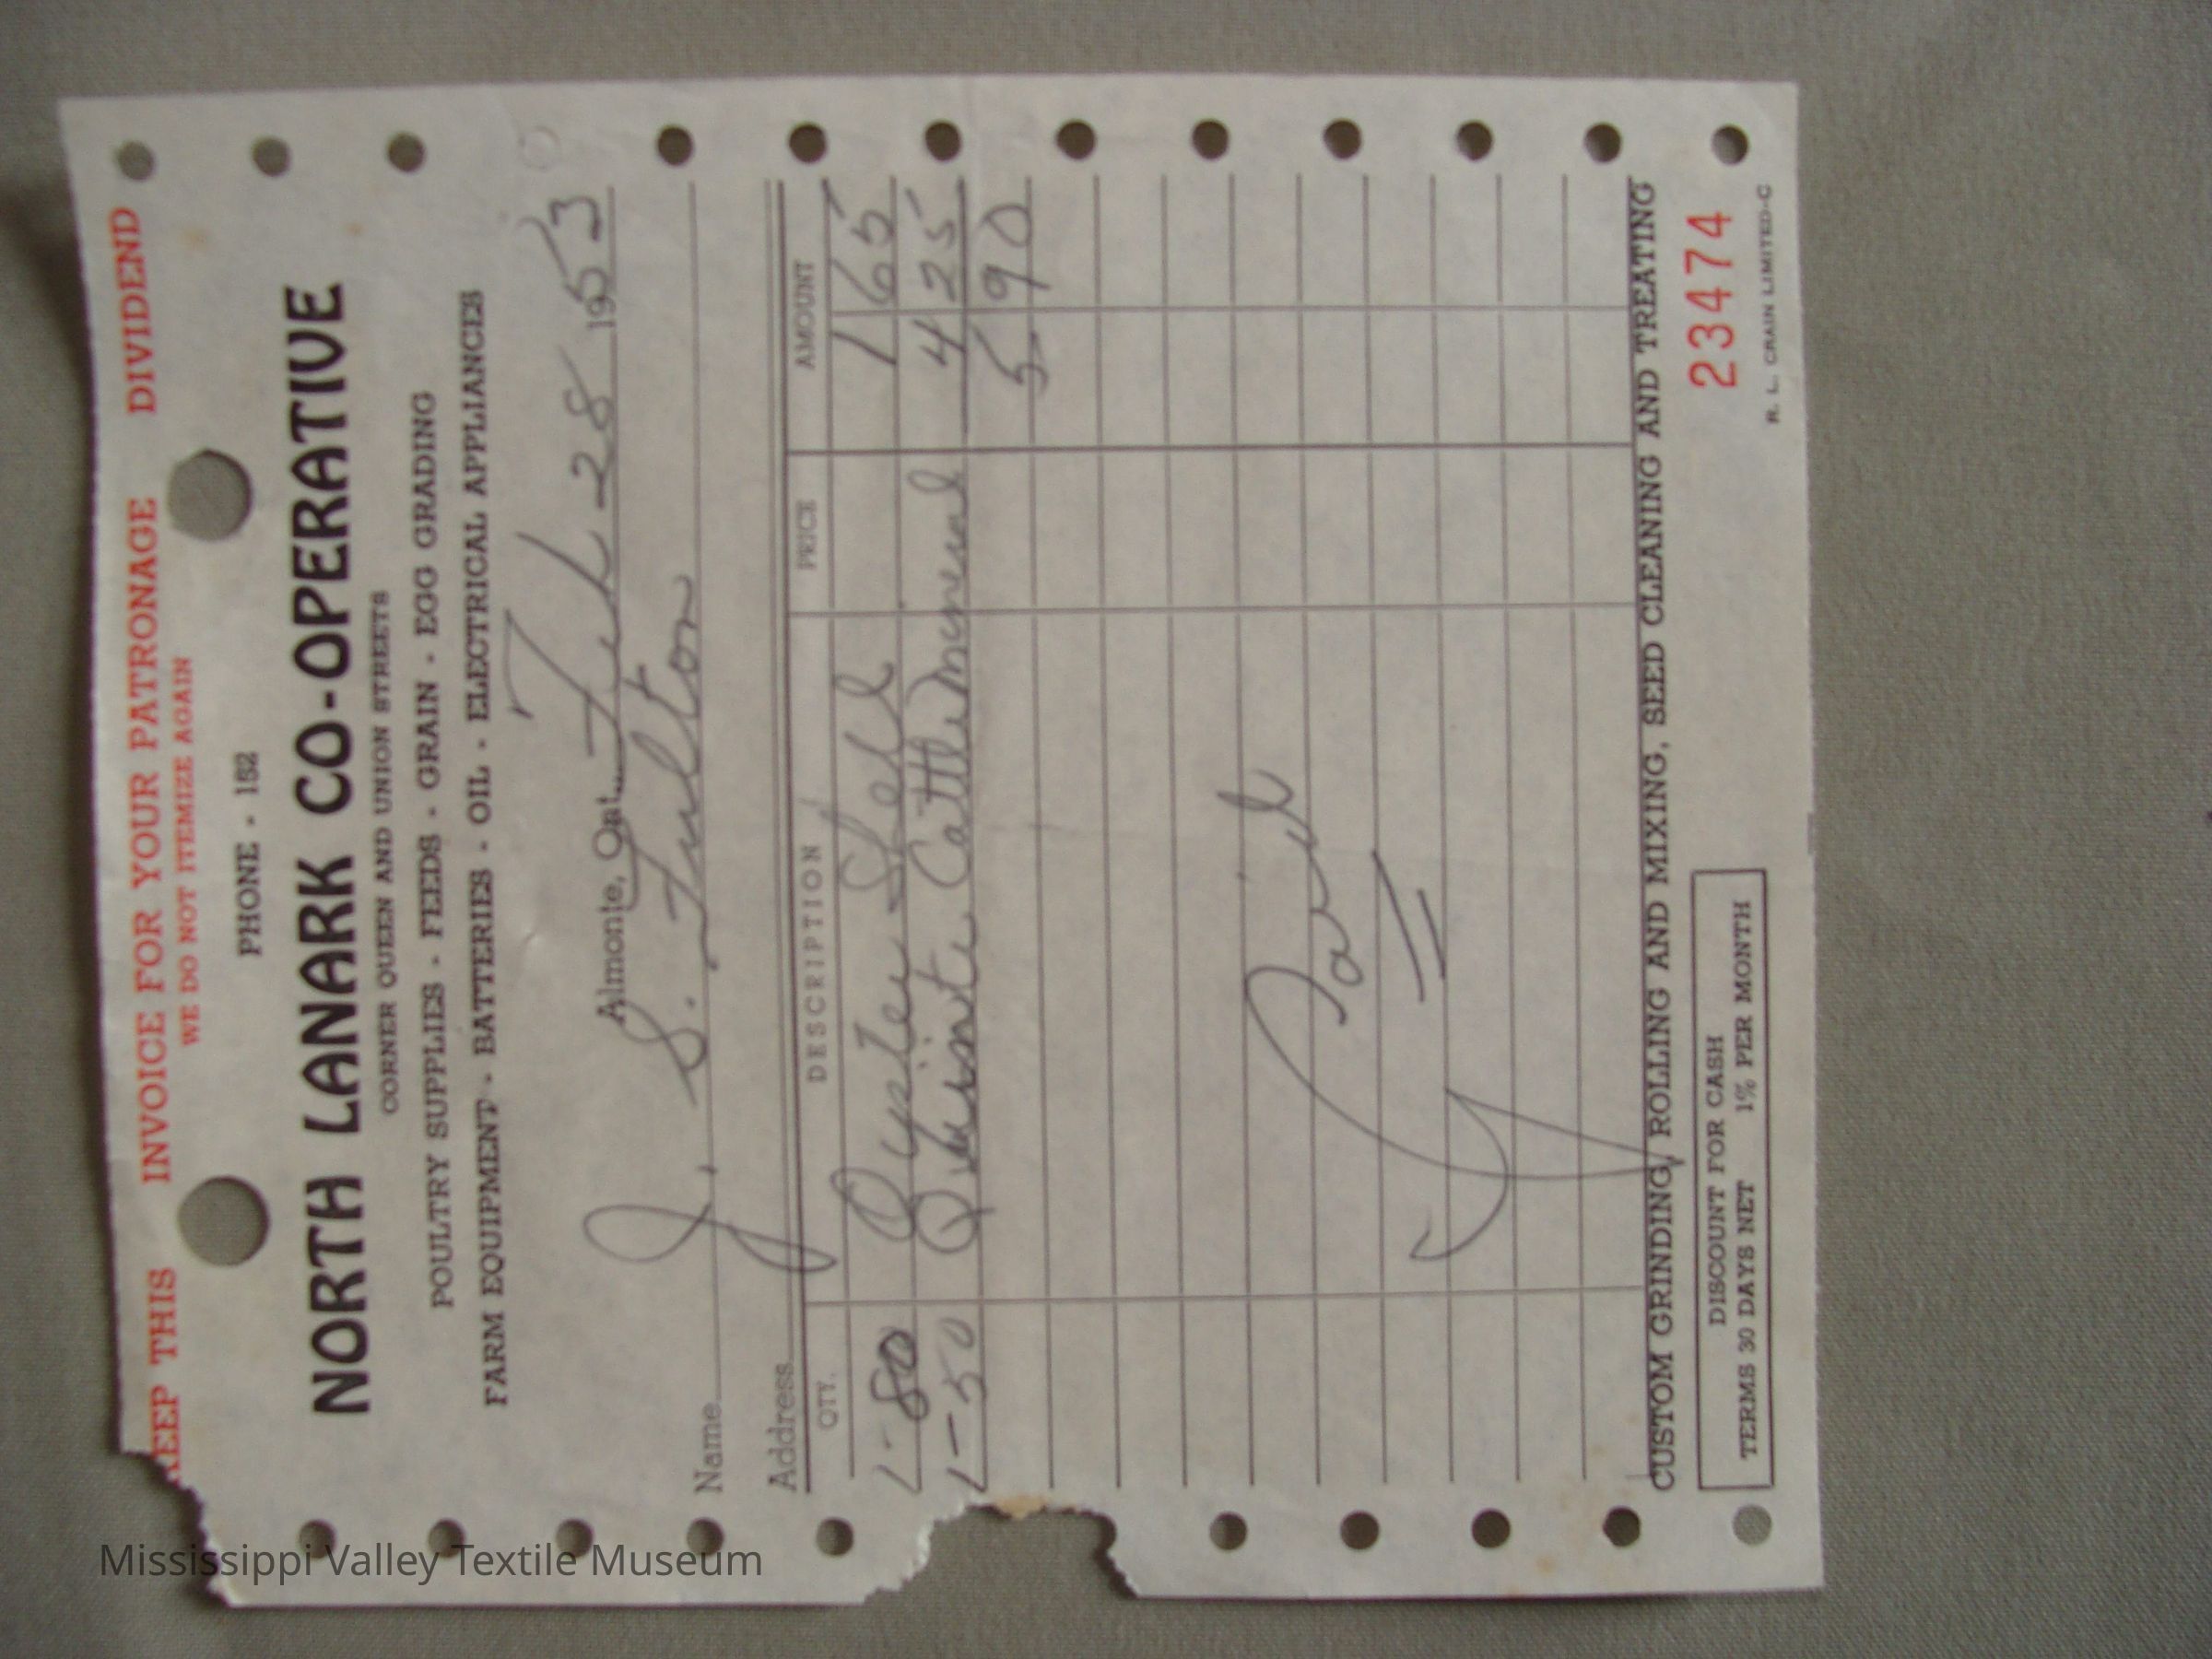 KEEP THIS INVOICE FOR YOUR PATRONAGE DIVIDEND
WE DO NOT ITEMIZE AGAIN
PHONE - 152
NORTH LANARK CO-OPERATIVE
CORNER QUEEN AND UNION STREETS
POULTRY SUPPLIES - FEEDS - GRAIN - EGG GRADING
FARM EQUIPMENT - BATTERIES - OIL - ELECTRICAL APPLIANCES
Almonte, Ont. Feb 28 1953
Name J. S. Fulton
Address
QTY. DESCRIPTION PRICE AMOUNT
1-80 Oyster Shell 1 65
1-50 Cattle Mineral 4 25
5 90
Paid
CUSTOM GRINDING, ROLLING AND MIXING, SEED CLEANING AND TREATING
DISCOUNT FOR CASH
TERMS 30 DAYS NET 1% PER MONTH
23474
R. L. CRAIN LIMITED-C
Mississippi Valley Textile Museum